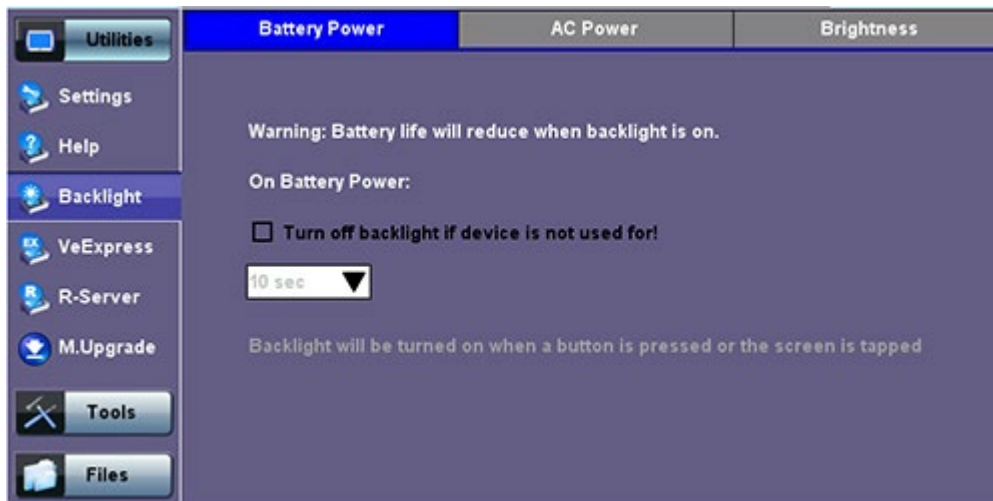 Utilities
Settings
Help
Backlight
EX
VeExpress
R
R-Server
M.Upgrade
Tools
Files
Battery Power
AC Power
Brightness
Warning: Battery life will reduce when backlight is on.
On Battery Power:
Turn off backlight if device is not used for!
10 sec
Backlight will be turned on when a button is pressed or the screen is tapped